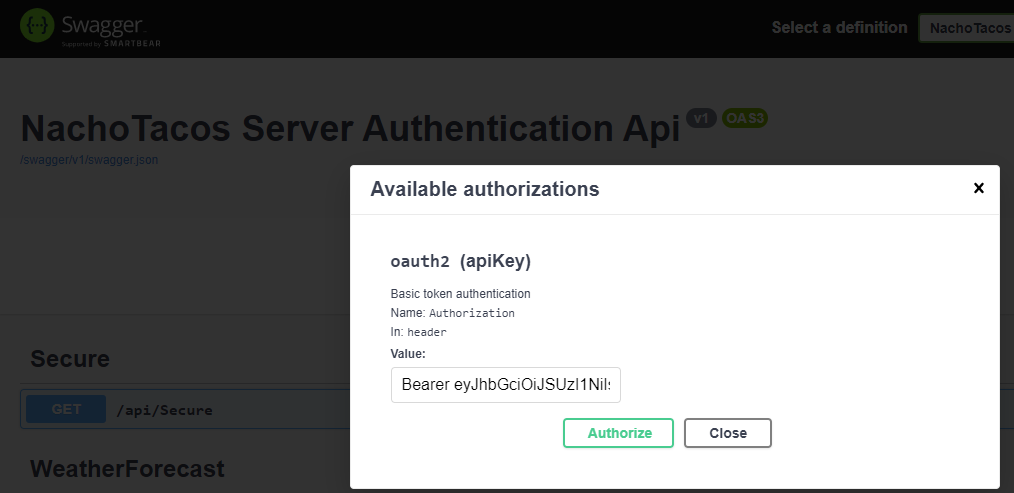 Swagger
Supported by SMARTBEAR
Select a definition
NachoTacos
NachoTacos Server Authentication Api v1 OAS3
/swagger/v1/swagger.json
Available authorizations
x
oauth2 (apiKey)
Basic token authentication
Name: Authorization
In: header
Value:
Bearer eyJhbGciOiJSUzI1NiIs
Authorize Close
Secure
GET /api/Secure
WeatherForecast